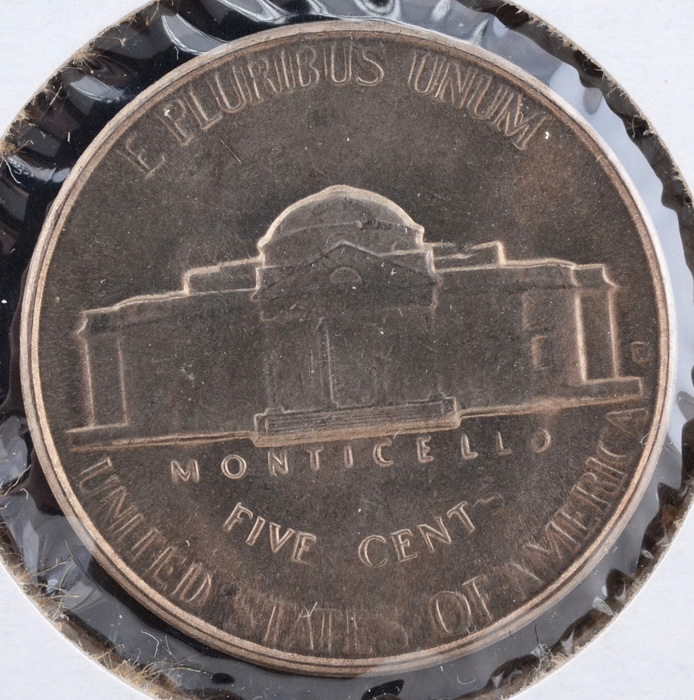 E PLURIBUS UNUM
MONTICELLO
FIVE CENTS
UNITED STATES OF AMERICA